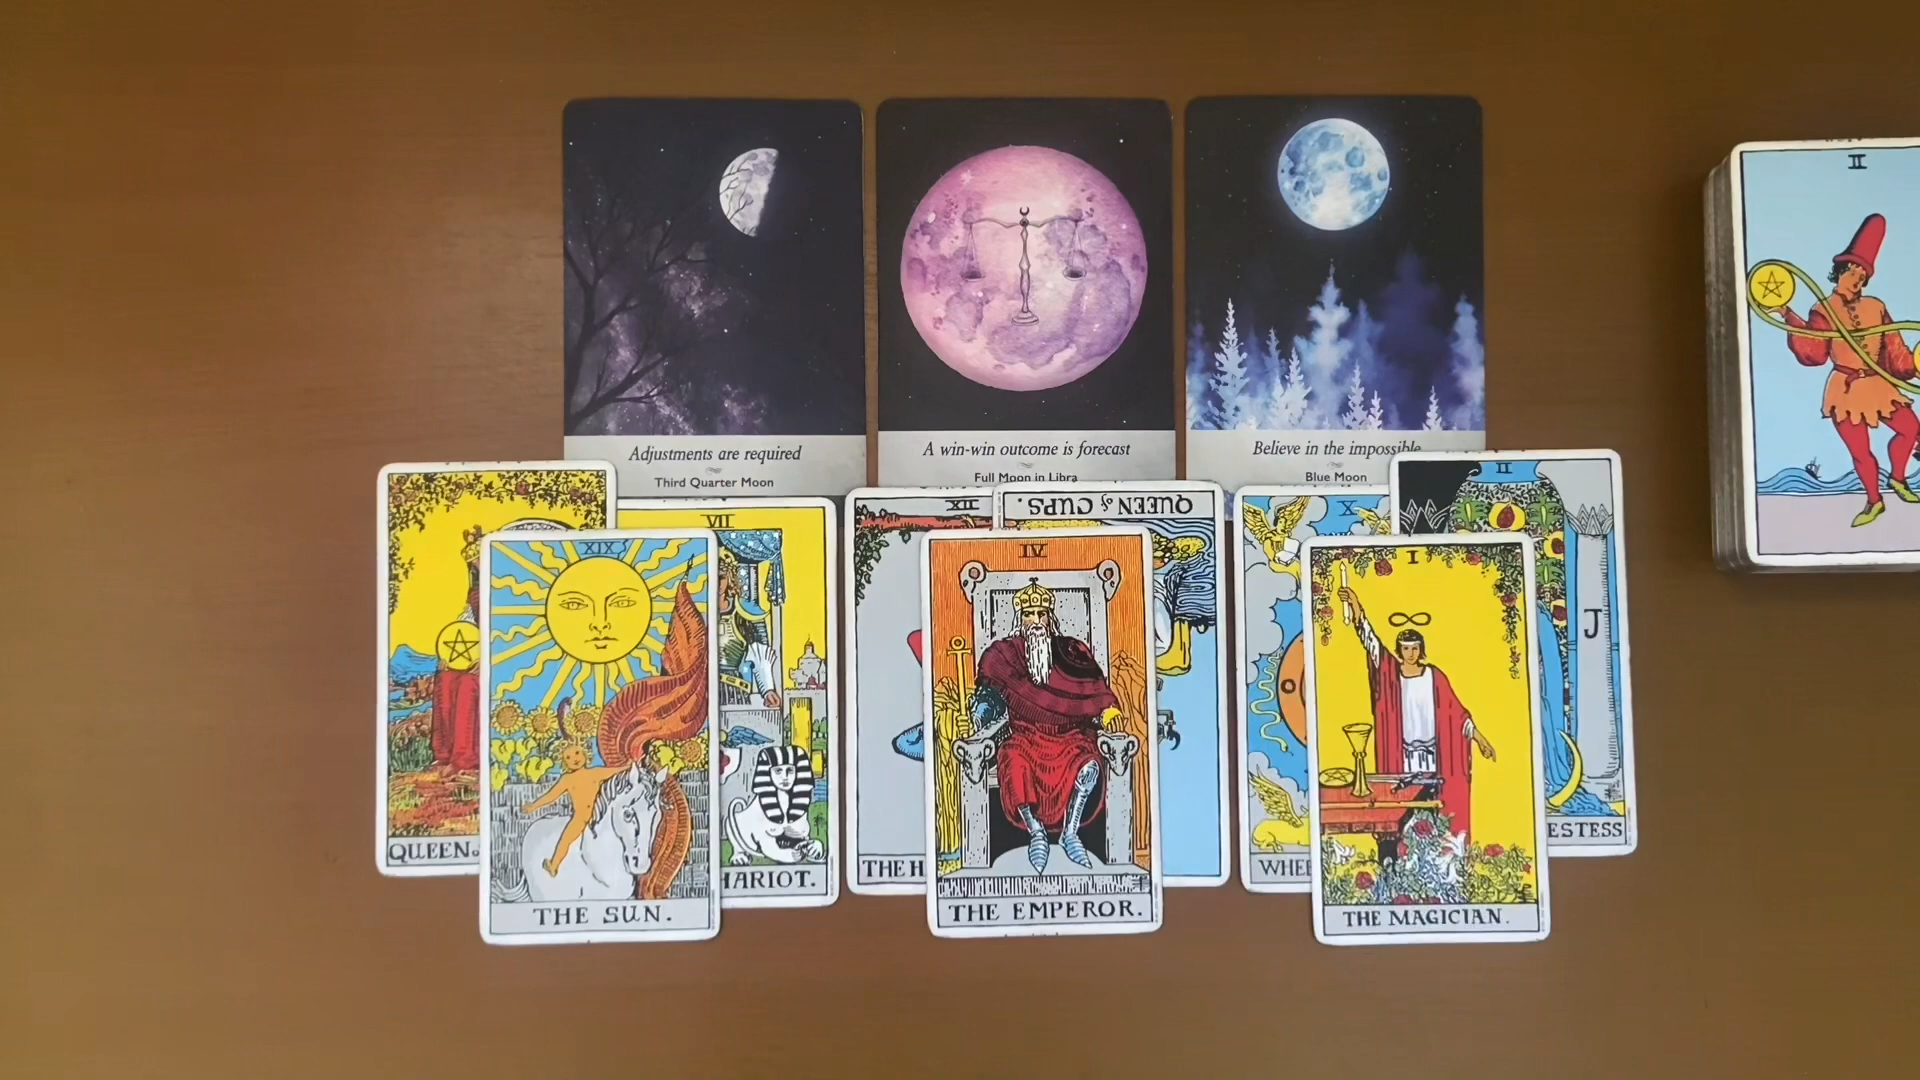 II
Adjustments are required
Third Quarter Moon
A win-win outcome is forecast
Full Moon in Libra
Believe in the impossible
Blue Moon
VII
XII
QUEEN of CUPS.
X
II
XIX
IV
I
J
QUEEN
THE SUN.
HARIOT.
THE H
THE EMPEROR.
WHEE
THE MAGICIAN.
ESTESS